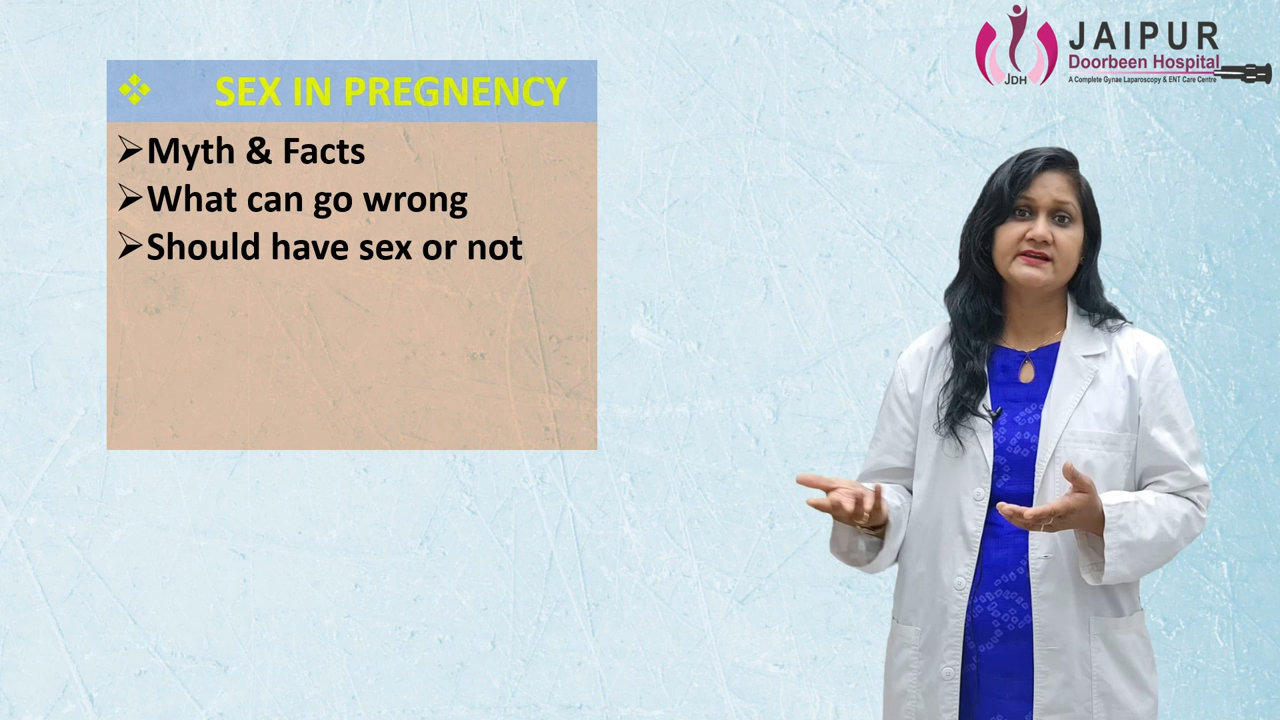 SEX IN PREGNENCY
Myth & Facts
What can go wrong
Should have sex or not
JAIPUR
Doorbeen Hospital
A Complete Gynae Laparoscopy & ENT Care Centre
JDH